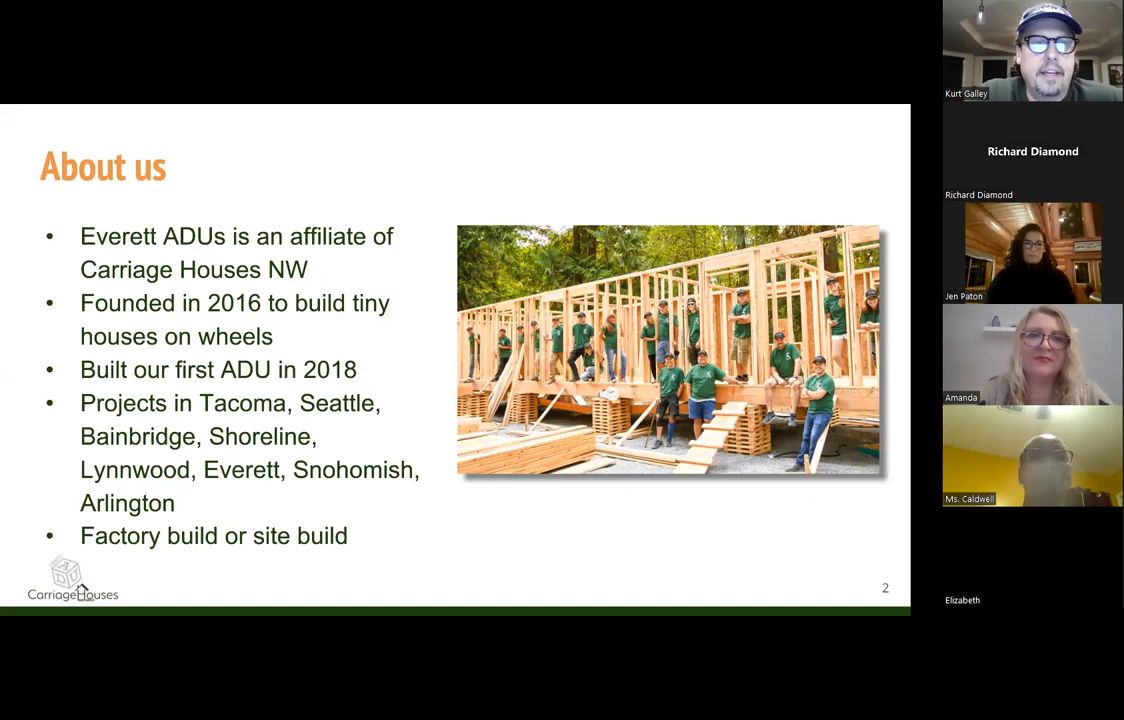 About us
• Everett ADUs is an affiliate of
Carriage Houses NW
• Founded in 2016 to build tiny
houses on wheels
• Built our first ADU in 2018
• Projects in Tacoma, Seattle,
Bainbridge, Shoreline,
Lynnwood, Everett, Snohomish,
Arlington
• Factory build or site build
ADU
CarriageHouses
2
Kurt Galley
Richard Diamond
Richard Diamond
Jen Paton
Amanda
Ms. Caldwell
Elizabeth